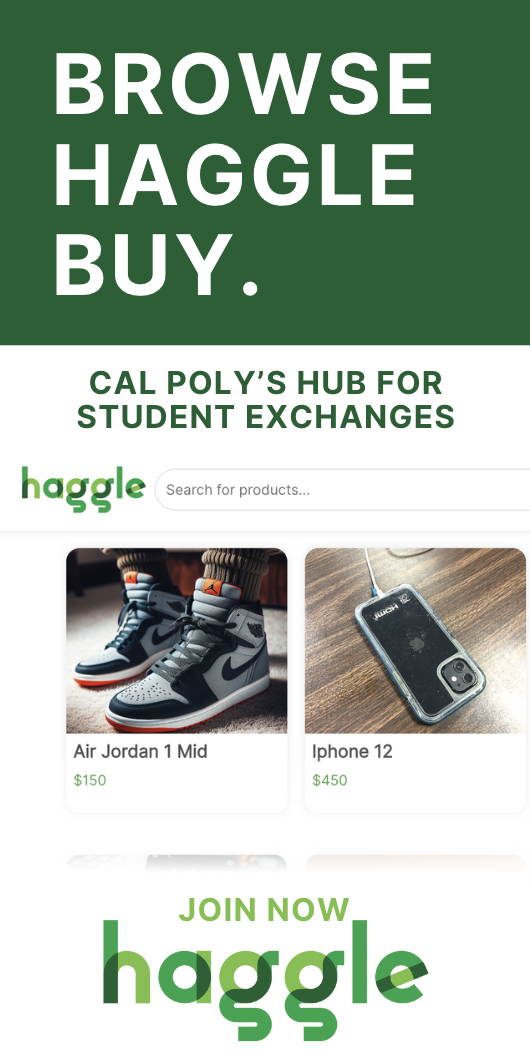 BROWSE
HAGGLE
BUY.
CAL POLY’S HUB FOR
STUDENT EXCHANGES
haggle
Search for products...
Air Jordan 1 Mid
Iphone 12
$150
$450
JOIN NOW
haggle